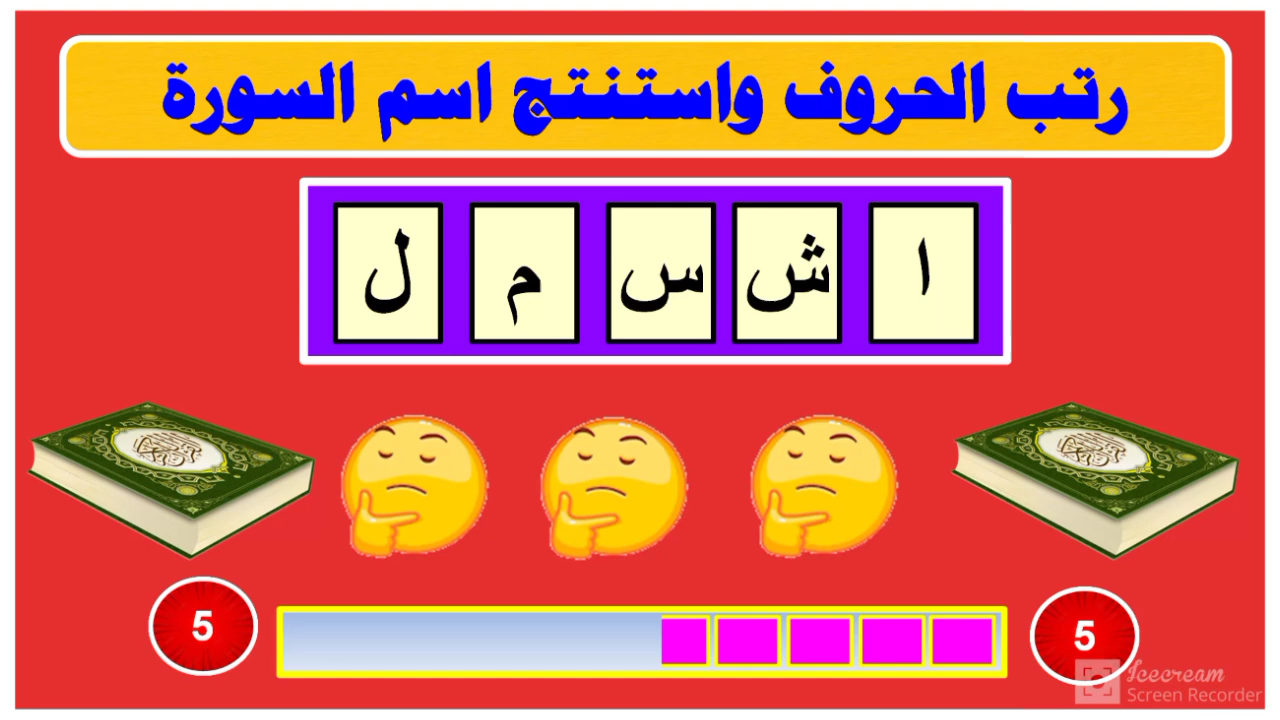 رتب الحروف واستنتج اسم السورة
ا ش س م ل
5 5
Icecream
Screen Recorder